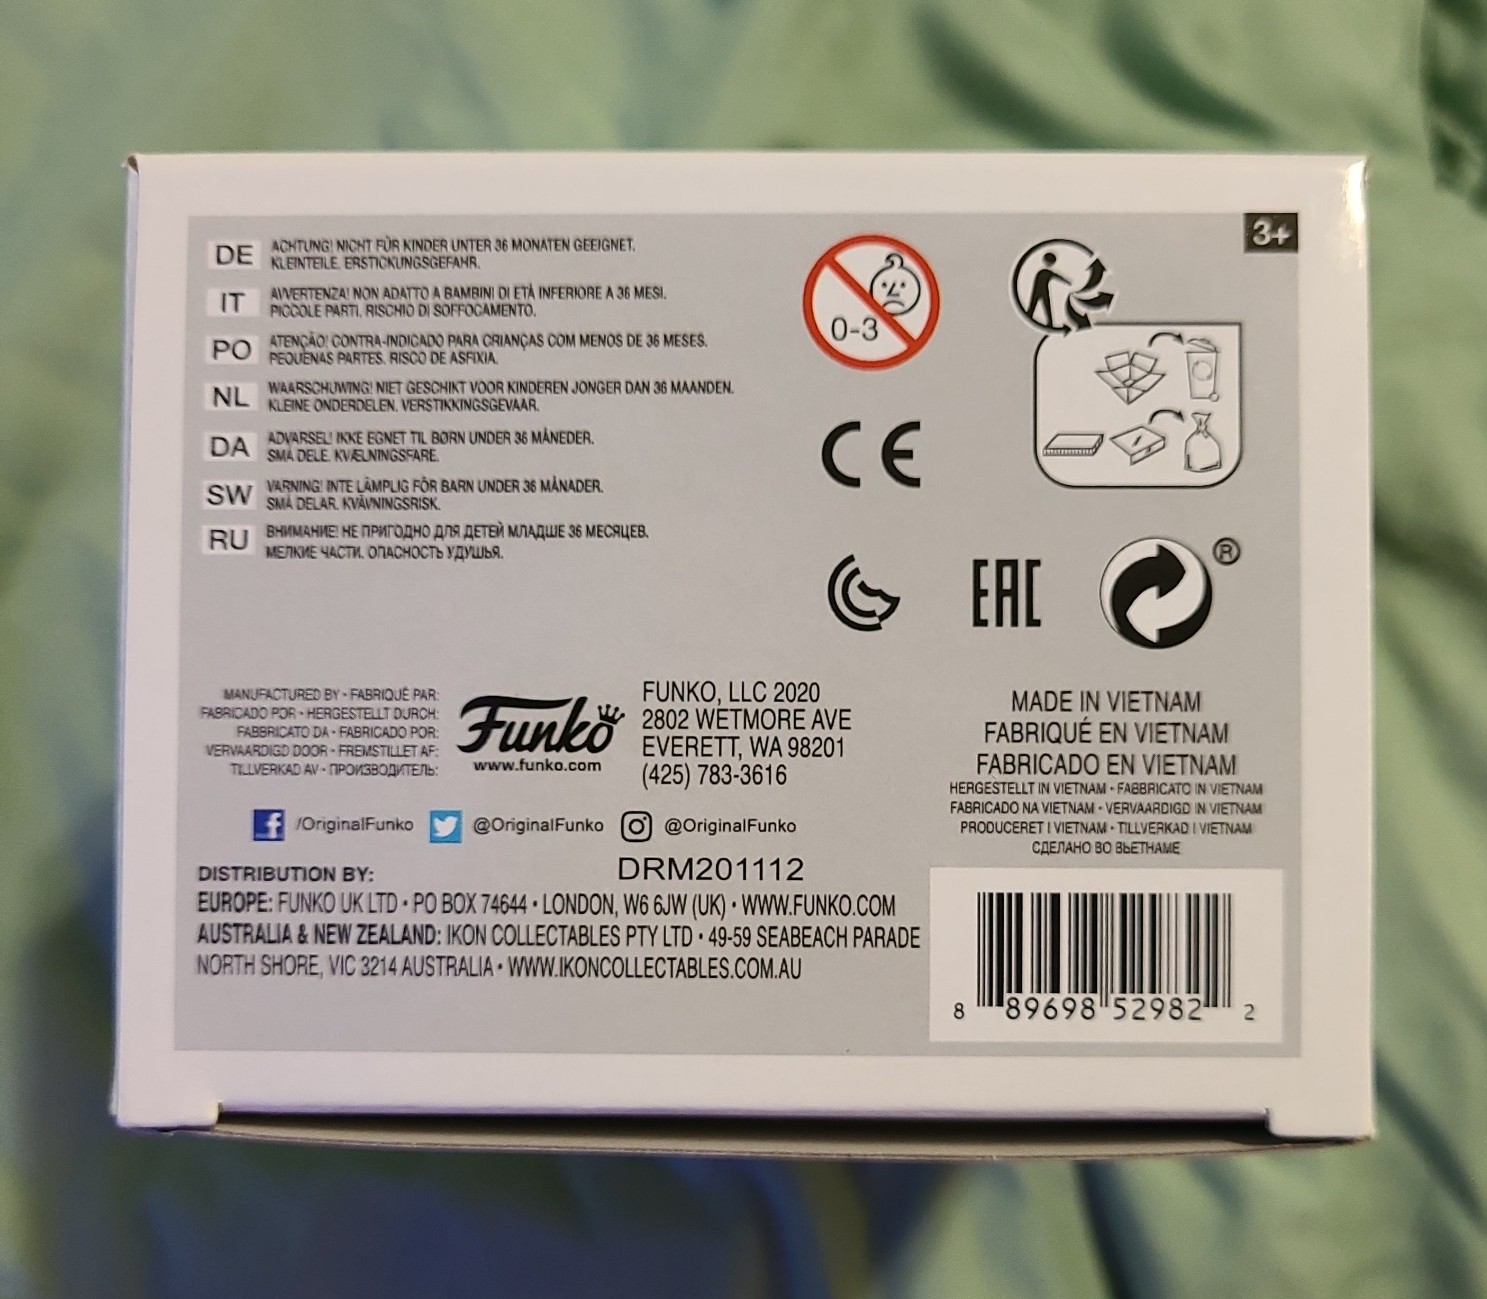 3+
DE
ACHTUNG! NICHT FÜR KINDER UNTER 36 MONATEN GEEIGNET.
KLEINTEILE. ERSTICKUNGSGEFAHR.
IT
AVVERTENZA! NON ADATTO A BAMBINI DI ETÀ INFERIORE A 36 MESI.
PICCOLE PARTI. RISCHIO DI SOFFOCAMENTO.
PO
ATENÇÃO! CONTRA-INDICADO PARA CRIANÇAS COM MENOS DE 36 MESES.
PEQUENAS PARTES. RISCO DE ASFIXIA.
NL
WAARSCHUWING! NIET GESCHIKT VOOR KINDEREN JONGER DAN 36 MAANDEN.
KLEINE ONDERDELEN. VERSTIKKINGSGEVAAR.
DA
ADVARSEL! IKKE EGNET TIL BØRN UNDER 36 MÅNEDER.
SMÅ DELE. KVÆLNINGSFARE.
SW
VARNING! INTE LÄMPLIG FÖR BARN UNDER 36 MÅNADER.
SMÅ DELAR. KVÄVNINGSRISK.
RU
ВНИМАНИЕ! НЕ ПРИГОДНО ДЛЯ ДЕТЕЙ МЛАДШЕ 36 МЕСЯЦЕВ.
МЕЛКИЕ ЧАСТИ. ОПАСНОСТЬ УДУШЬЯ.
0-3
CE
EAC
®
MANUFACTURED BY • FABRIQUÉ PAR:
FABRICADO POR • HERGESTELLT DURCH:
FABBRICATO DA • FABRICADO POR:
VERVAARDIGD DOOR • FREMSTILLET AF:
TILLVERKAD AV • ПРОИЗВОДИТЕЛЬ:
Funko
www.funko.com
FUNKO, LLC 2020
2802 WETMORE AVE
EVERETT, WA 98201
(425) 783-3616
MADE IN VIETNAM
FABRIQUÉ EN VIETNAM
FABRICADO EN VIETNAM
HERGESTELLT IN VIETNAM • FABBRICATO IN VIETNAM
FABRICADO NA VIETNAM • VERVAARDIGD IN VIETNAM
PRODUCERET I VIETNAM • TILLVERKAD I VIETNAM
СДЕЛАНО ВО ВЬЕТНАМЕ
f /OriginalFunko @OriginalFunko @OriginalFunko
DRM201112
DISTRIBUTION BY:
EUROPE: FUNKO UK LTD • PO BOX 74644 • LONDON, W6 6JW (UK) • WWW.FUNKO.COM
AUSTRALIA & NEW ZEALAND: IKON COLLECTABLES PTY LTD • 49-59 SEABEACH PARADE
NORTH SHORE, VIC 3214 AUSTRALIA • WWW.IKONCOLLECTABLES.COM.AU
8 89698 52982 2